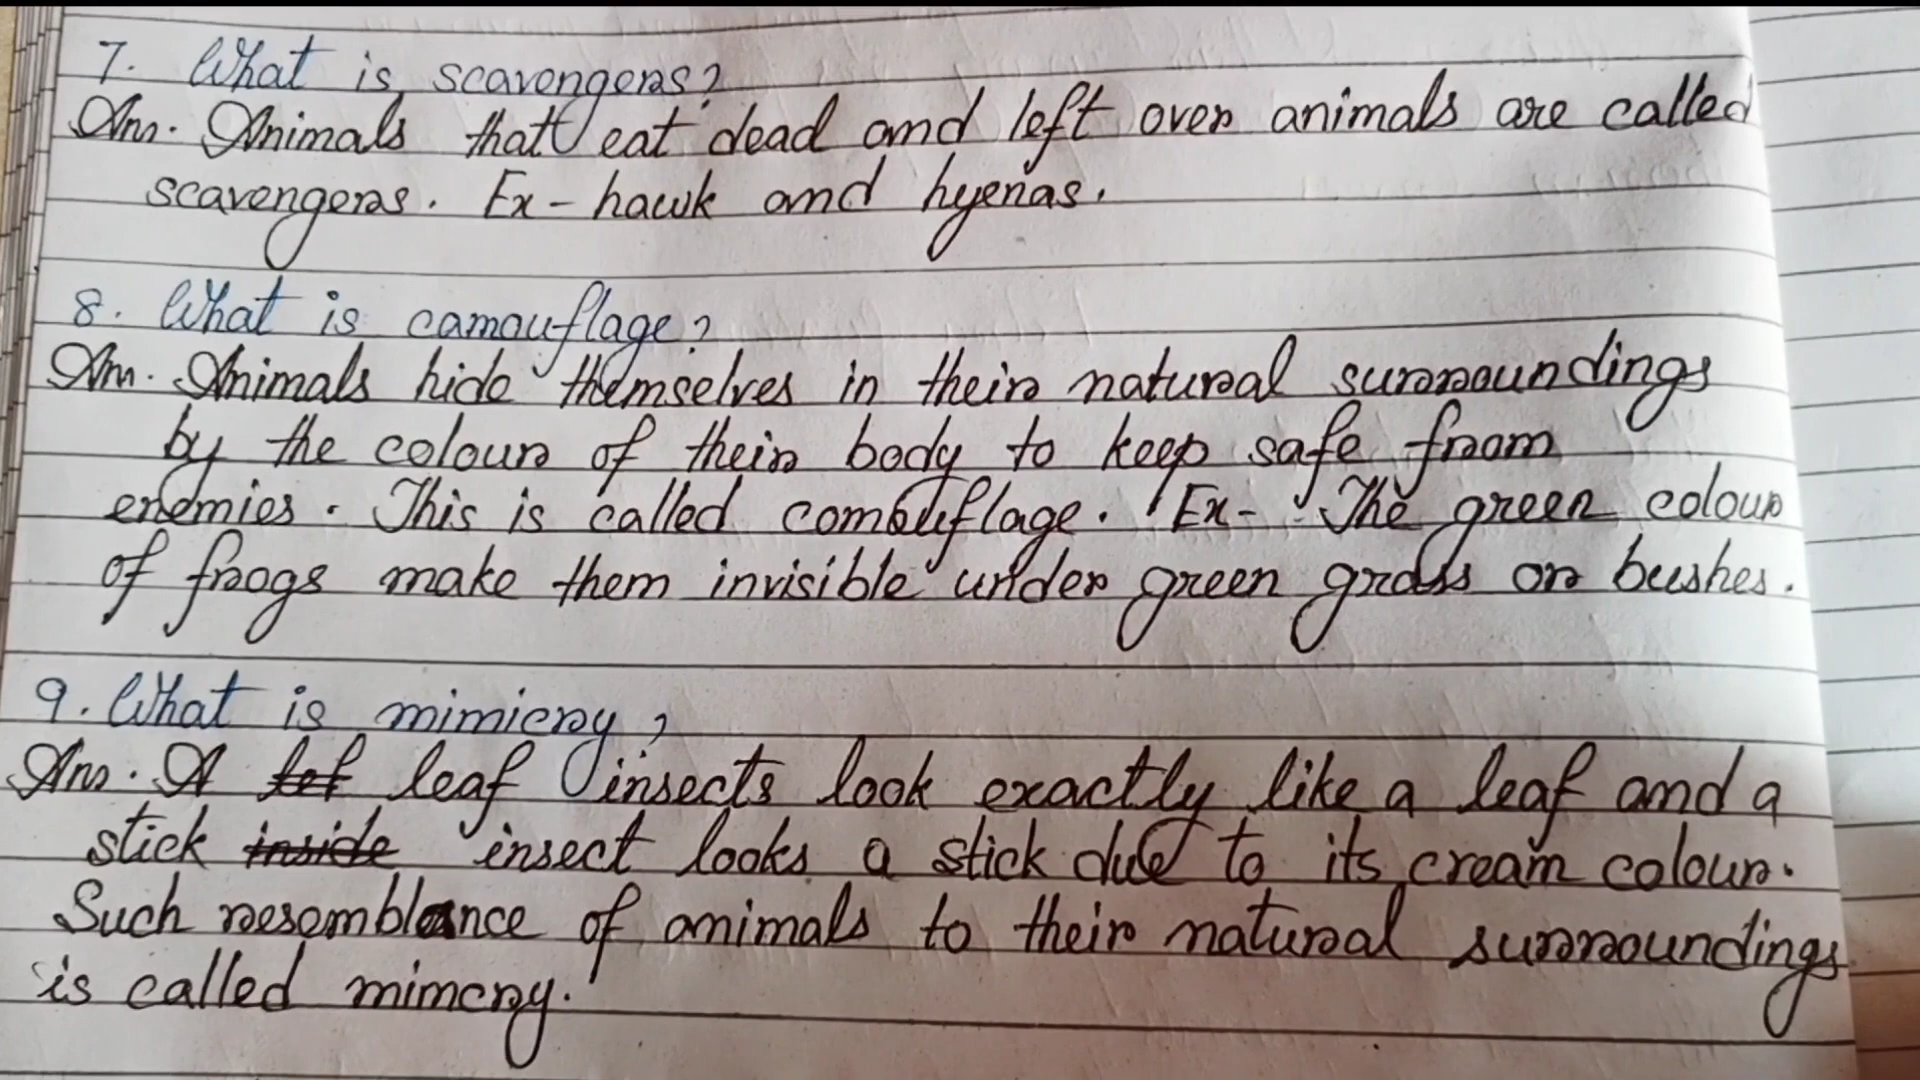 7. What is scavengers?
Ans. Animals that eat dead and left over animals are called
scavengers. Ex - hawk and hyenas.
8. What is camouflage?
Ans. Animals hide themselves in their natural surroundings
by the colour of their body to keep safe from
enemies. This is called comouflage. Ex - The green colour
of frogs make them invisible under green grass or bushes.
9. What is mimicry?
Ans. A lef leaf insects look exactly like a leaf and a
stick inside insect looks a stick due to its cream colour.
Such resemblance of animals to their natural surroundings
is called mimcry.